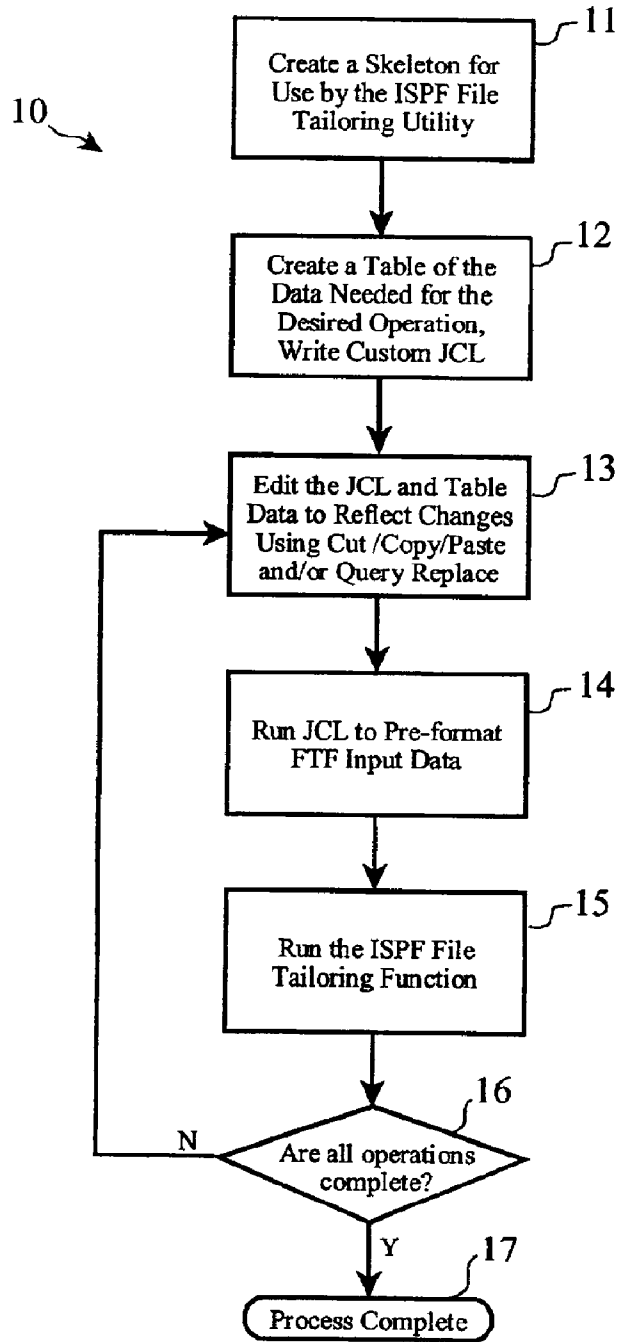 11
Create a Skeleton for
Use by the ISPF File
Tailoring Utility
10
12
Create a Table of the
Data Needed for the
Desired Operation,
Write Custom JCL
13
Edit the JCL and Table
Data to Reflect Changes
Using Cut /Copy/Paste
and/or Query Replace
14
Run JCL to Pre-format
FTF Input Data
15
Run the ISPF File
Tailoring Function
16
N
Are all operations
complete?
Y
17
Process Complete